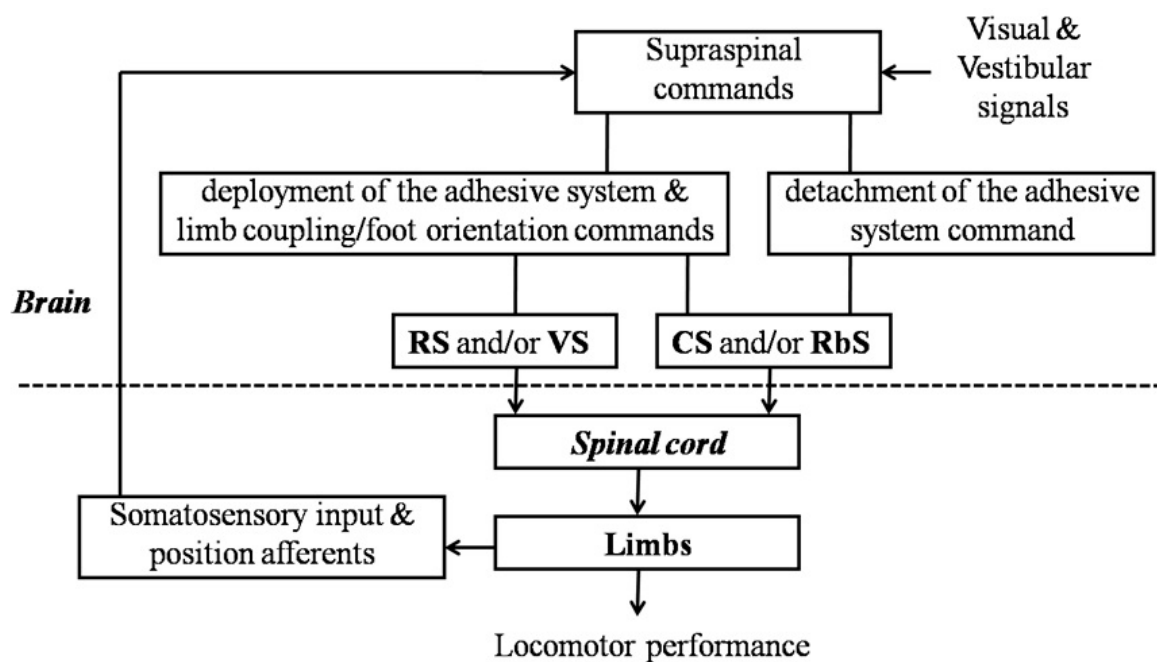 Supraspinal
commands
Visual &
Vestibular
signals
deployment of the adhesive system &
limb coupling/foot orientation commands
detachment of the adhesive
system command
Brain
RS and/or VS
CS and/or RbS
Spinal cord
Somatosensory input &
position afferents
Limbs
Locomotor performance